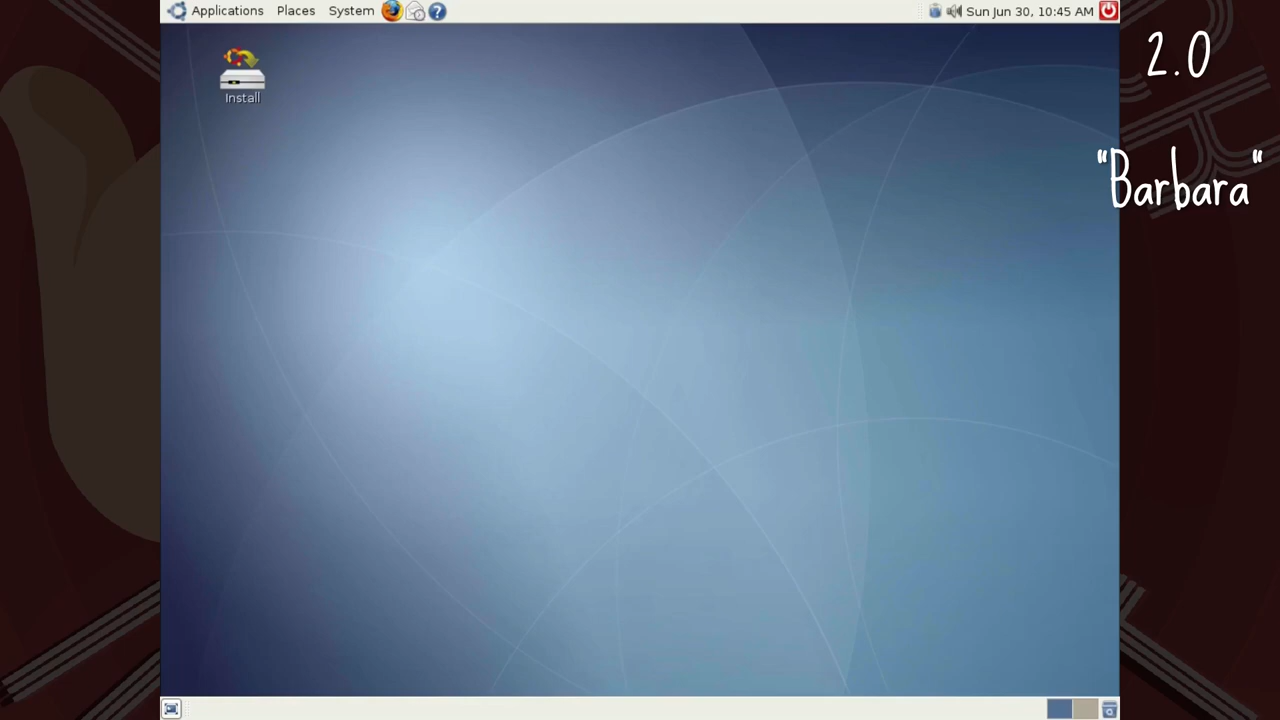 Applications Places System
Sun Jun 30, 10:45 AM
2.0
Install
"Barbara"